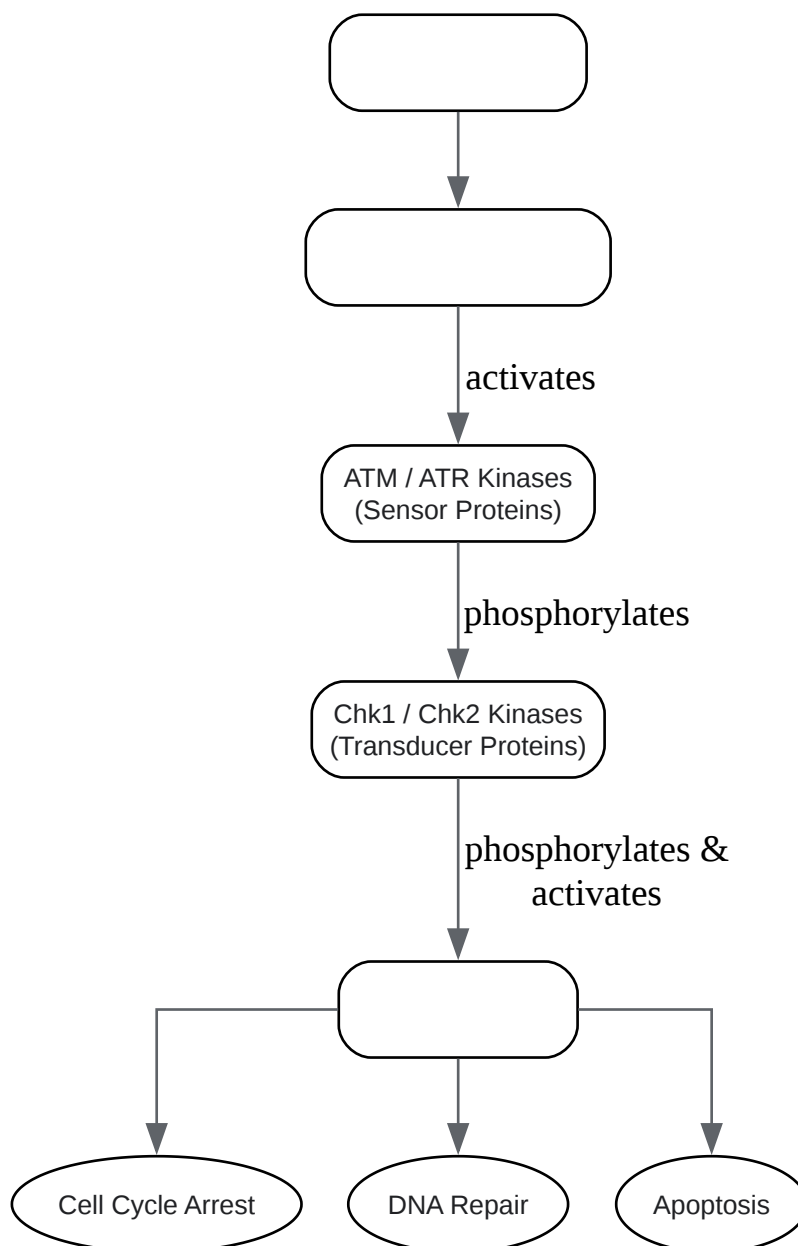 activates
ATM / ATR Kinases
(Sensor Proteins)
phosphorylates
Chk1 / Chk2 Kinases
(Transducer Proteins)
phosphorylates &
activates
Cell Cycle Arrest
DNA Repair
Apoptosis